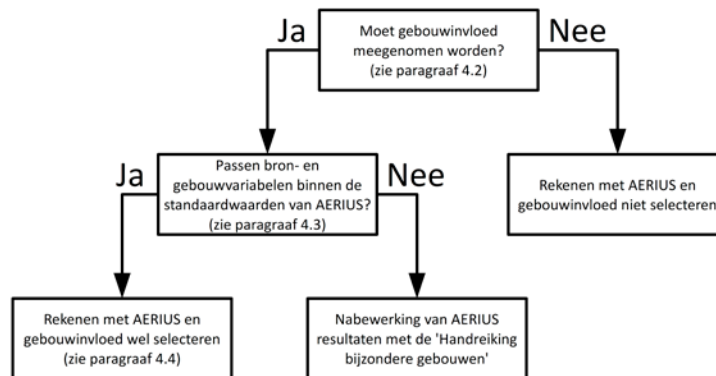 Ja
Moet gebouwinvloed
meegenomen worden?
(zie paragraaf 4.2)
Nee
Ja
Passen bron- en
gebouwvariabelen binnen de
standaardwaarden van AERIUS?
(zie paragraaf 4.3)
Nee
Rekenen met AERIUS en
gebouwinvloed niet selecteren
Rekenen met AERIUS en
gebouwinvloed wel selecteren
(zie paragraaf 4.4)
Nabewerking van AERIUS
resultaten met de 'Handreiking
bijzondere gebouwen'